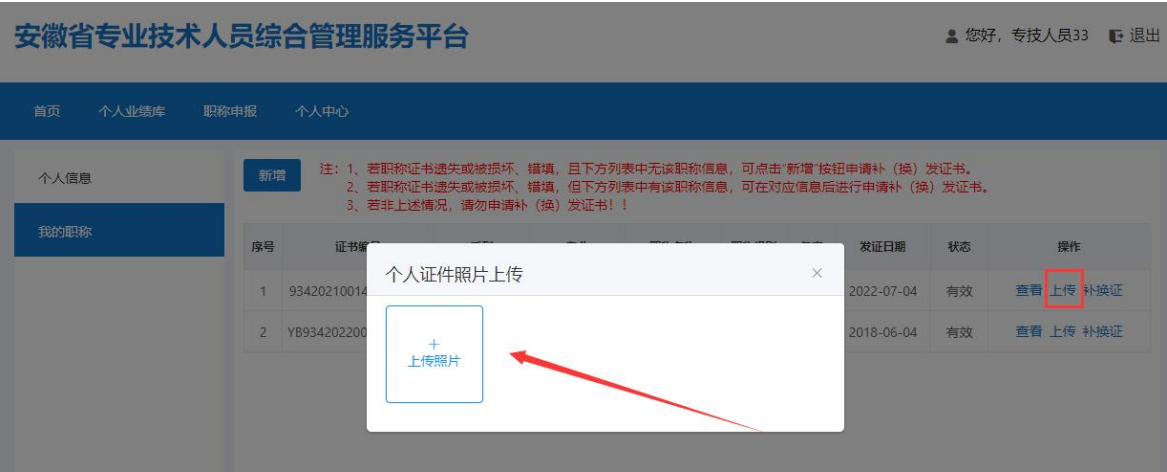 安徽省专业技术人员综合管理服务平台
您好，专技人员33 退出
首页 个人业绩库 职称申报 个人中心
个人信息
我的职称
新增
注：1、若职称证书遗失或被损坏、错填，且下方列表中无该职称信息，可点击"新增"按钮申请补（换）发证书。
2、若职称证书遗失或被损坏、错填，但下方列表中有该职称信息，可在对应信息后进行申请补（换）发证书。
3、若非上述情况，请勿申请补（换）发证书！！
序号 证书编 发证日期 状态 操作
个人证件照片上传 ×
1 93420210014 2022-07-04 有效 查看 上传 补换证
2 YB934202200 2018-06-04 有效 查看 上传 补换证
+
上传照片